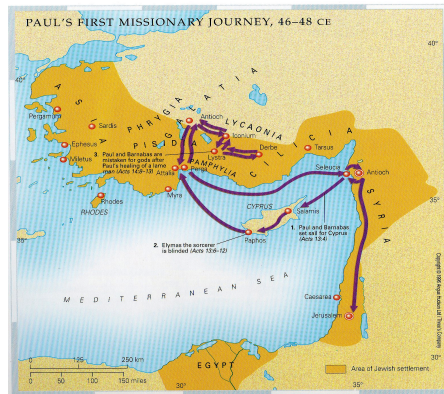 PAUL'S FIRST MISSIONARY JOURNEY, 46–48 CE
40°
40°
ASIA
PHRYGIA
GALATIA
Pergamum
Sardis
Antioch
LYCAONIA
Iconium
PISIDIA
Ephesus
Miletus
3. Paul and Barnabas are
mistaken for gods after
Paul's healing of a lame
man (Acts 14:8–13)
Lystra
Derbe
CILICIA
Tarsus
PAMPHYLIA
Attalia
Perga
Seleucia
Antioch
Myra
Rhodes
RHODES
CYPRUS
Salamis
SYRIA
1. Paul and Barnabas
set sail for Cyprus
(Acts 13:4)
35°
35°
Paphos
2. Elymas the sorcerer
is blinded (Acts 13:6–12)
MEDITERRANEAN SEA
Caesarea
Jerusalem
30°
EGYPT
0 125 250 km
0 50 100 150 miles
Area of Jewish settlement
30°
35°